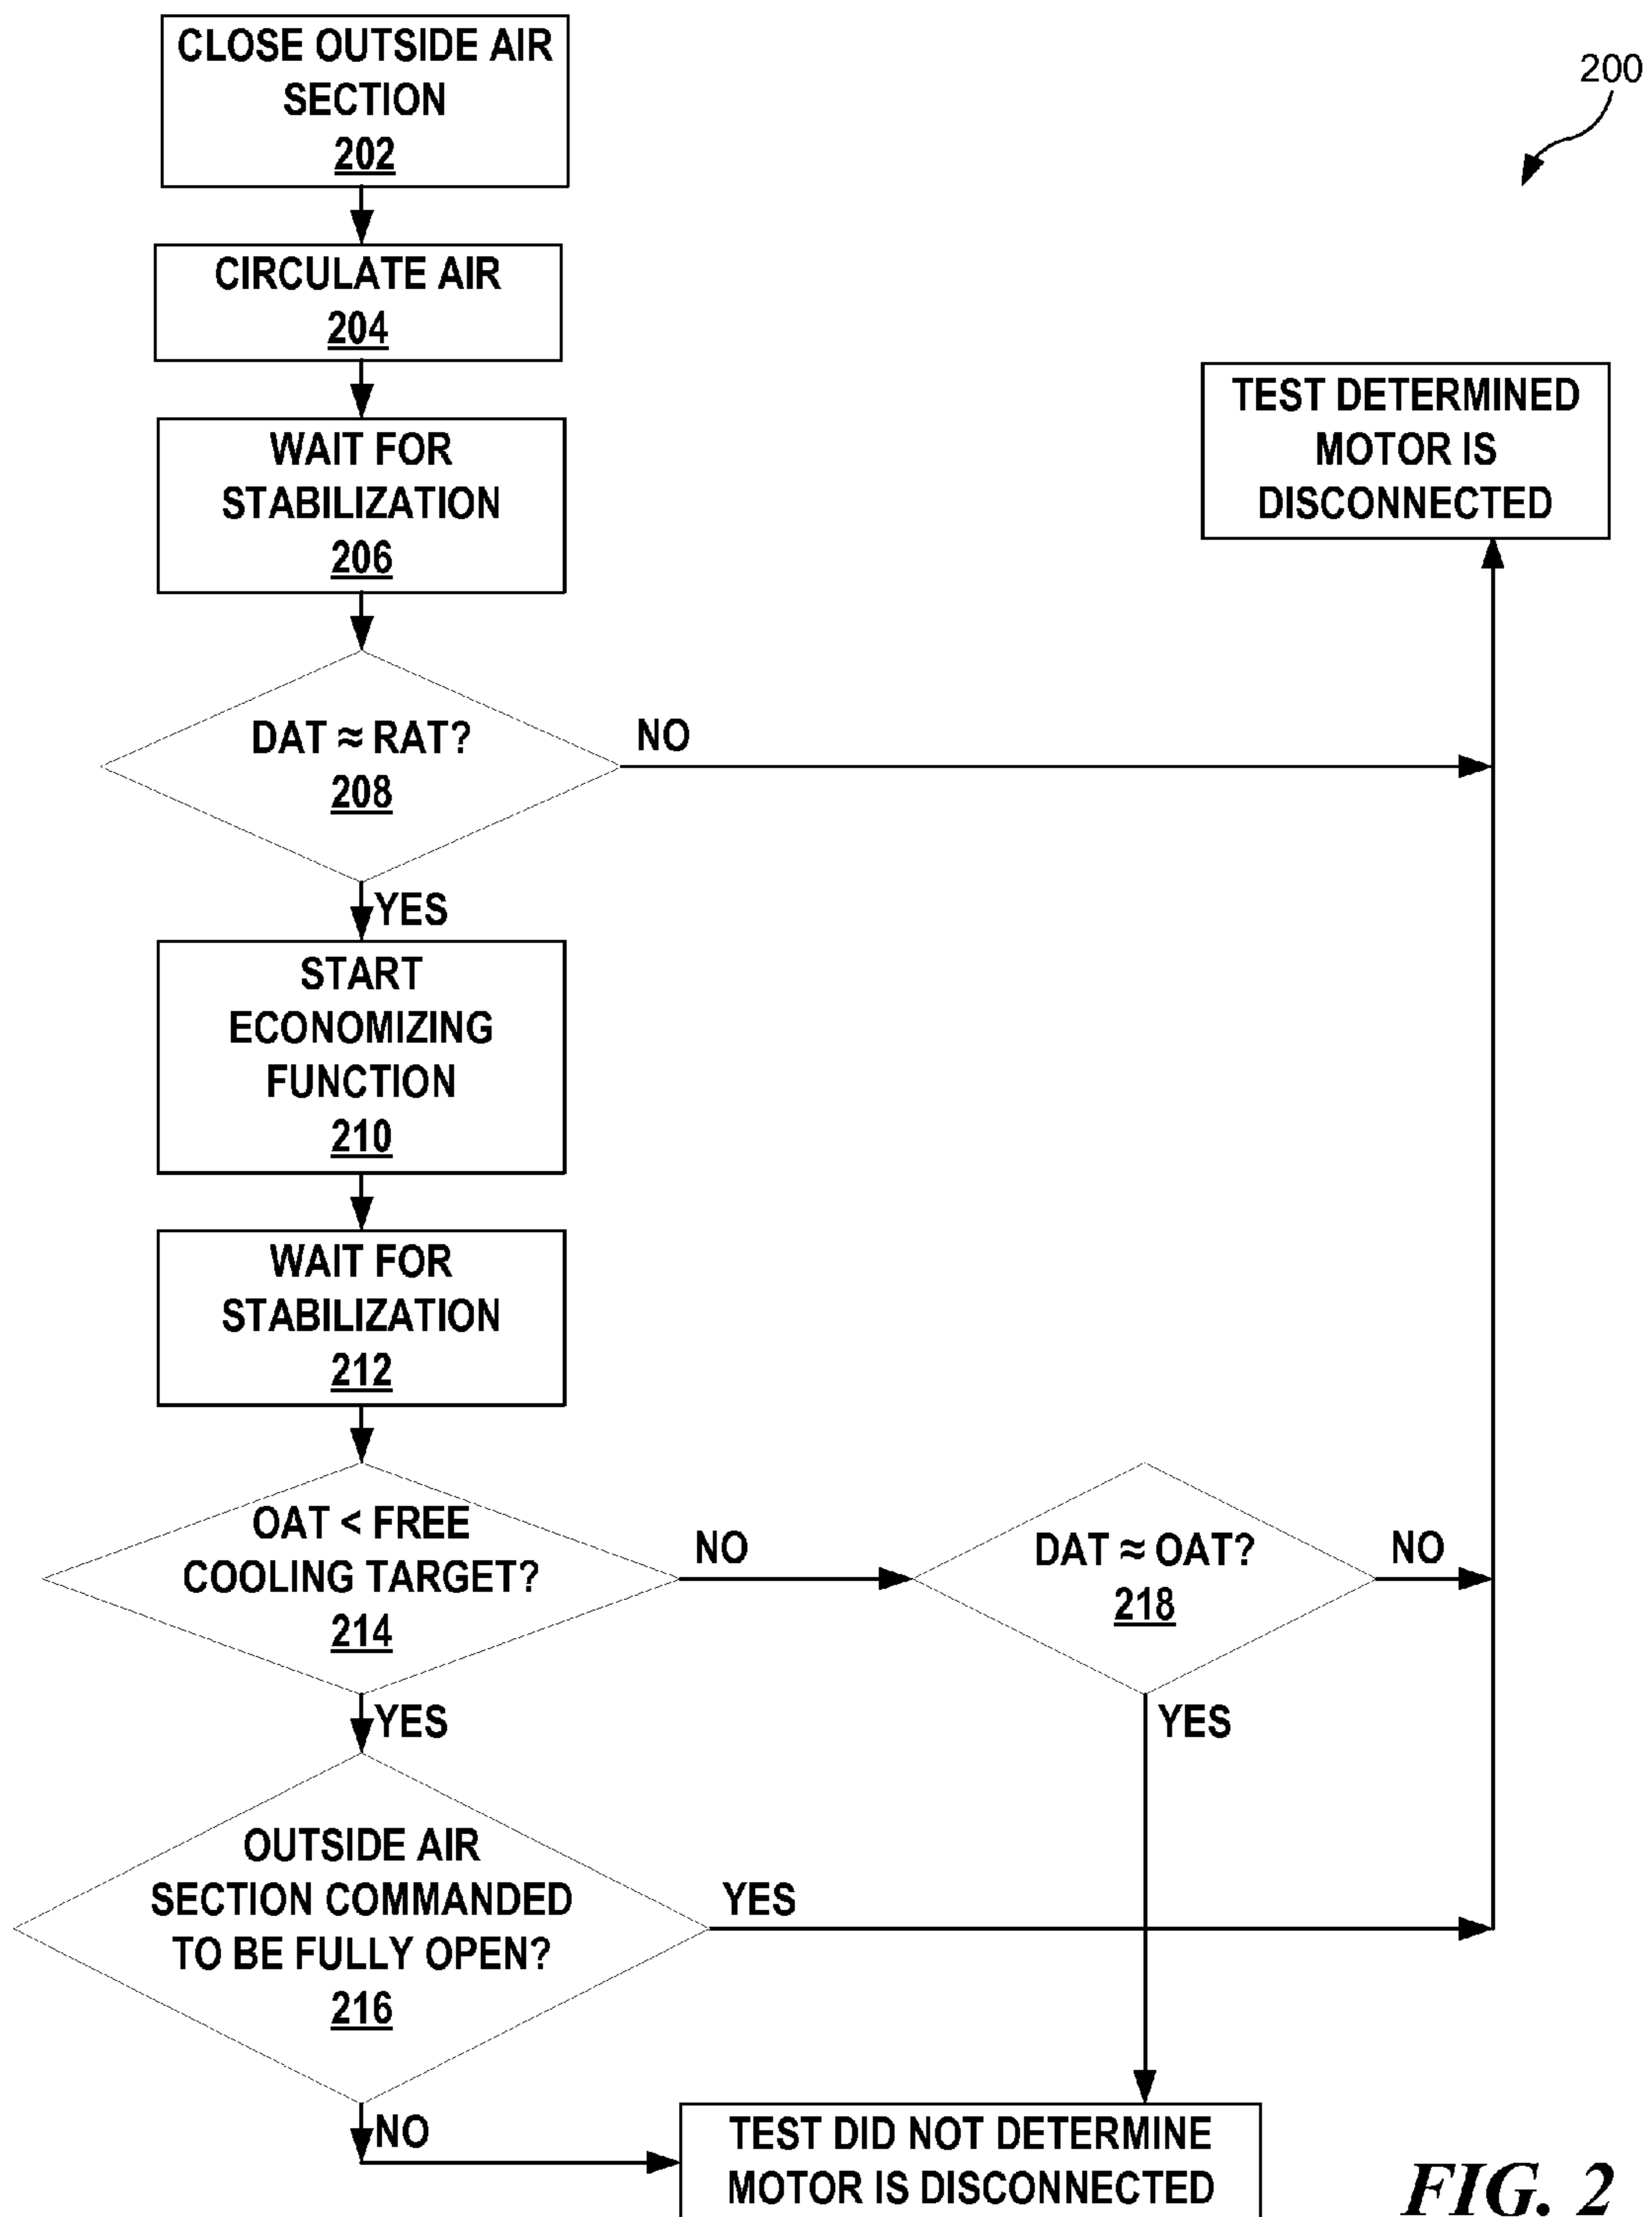 CLOSE OUTSIDE AIR
SECTION
202
200
CIRCULATE AIR
204
WAIT FOR
STABILIZATION
206
TEST DETERMINED
MOTOR IS
DISCONNECTED
DAT ≈ RAT?
208
NO
YES
START
ECONOMIZING
FUNCTION
210
WAIT FOR
STABILIZATION
212
OAT < FREE
COOLING TARGET?
214
NO
DAT ≈ OAT?
218
NO
YES
YES
OUTSIDE AIR
SECTION COMMANDED
TO BE FULLY OPEN?
216
YES
NO
TEST DID NOT DETERMINE
MOTOR IS DISCONNECTED
FIG. 2